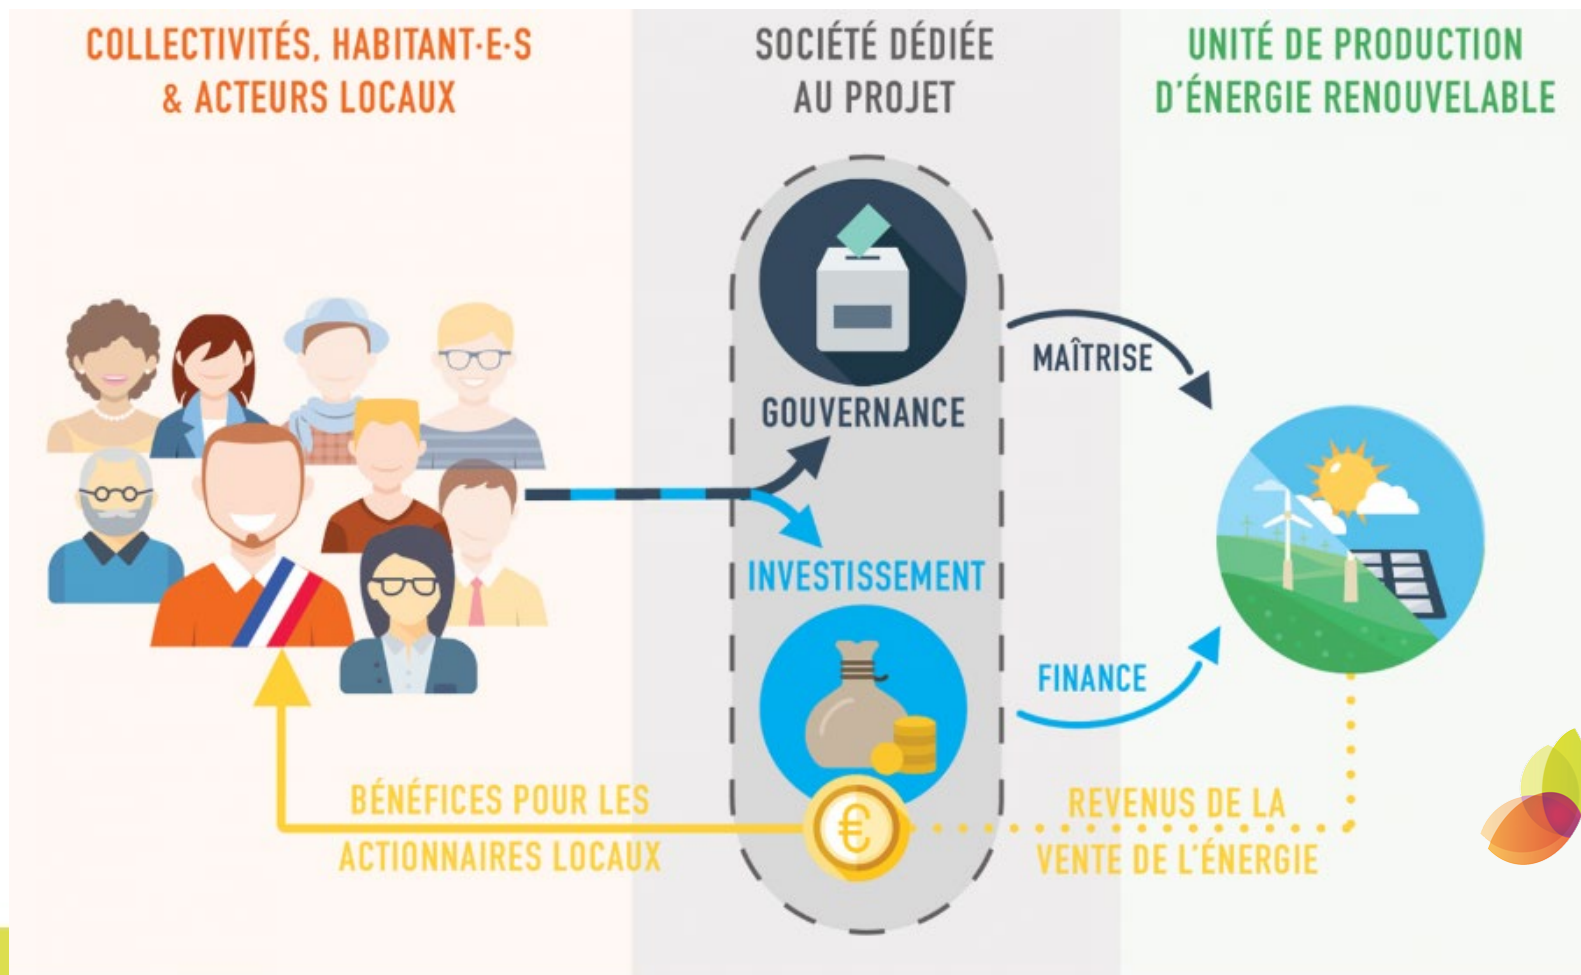 COLLECTIVITÉS, HABITANT·E·S
& ACTEURS LOCAUX
SOCIÉTÉ DÉDIÉE
AU PROJET
UNITÉ DE PRODUCTION
D'ÉNERGIE RENOUVELABLE
MAÎTRISE
GOUVERNANCE
INVESTISSEMENT
FINANCE
€
BÉNÉFICES POUR LES
ACTIONNAIRES LOCAUX
REVENUS DE LA
VENTE DE L'ÉNERGIE